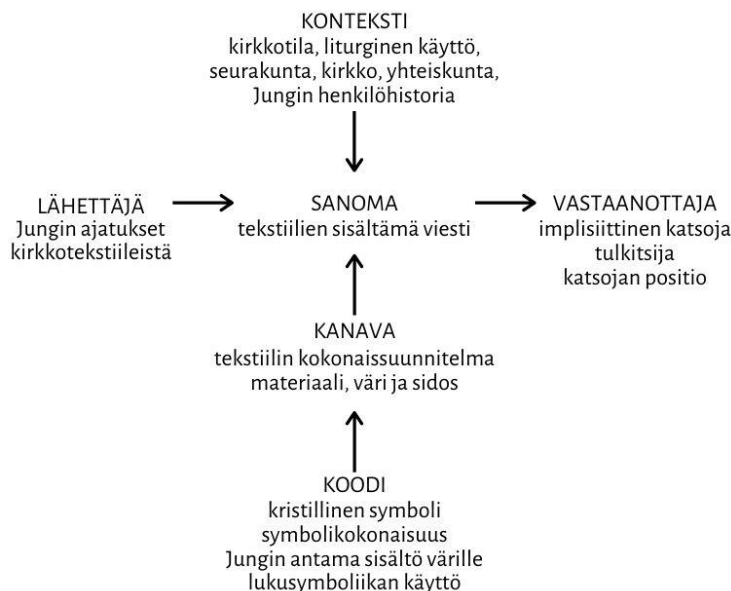 KONTEKSTI
kirkkotila, liturginen käyttö,
seurakunta, kirkko, yhteiskunta,
Jungin henkilöhistoria
LÄHETTÄJÄ
Jungin ajatukset
kirkkotekstiileistä
SANOMA
tekstiilien sisältämä viesti
VASTAANOTTAJA
implisiittinen katsoja
tulkitsija
katsojan positio
KANAVA
tekstiilin kokonaissuunnitelma
materiaali, väri ja sidos
KOODI
kristillinen symboli
symbolikokonaisuus
Jungin antama sisältö värille
lukusymboliikan käyttö